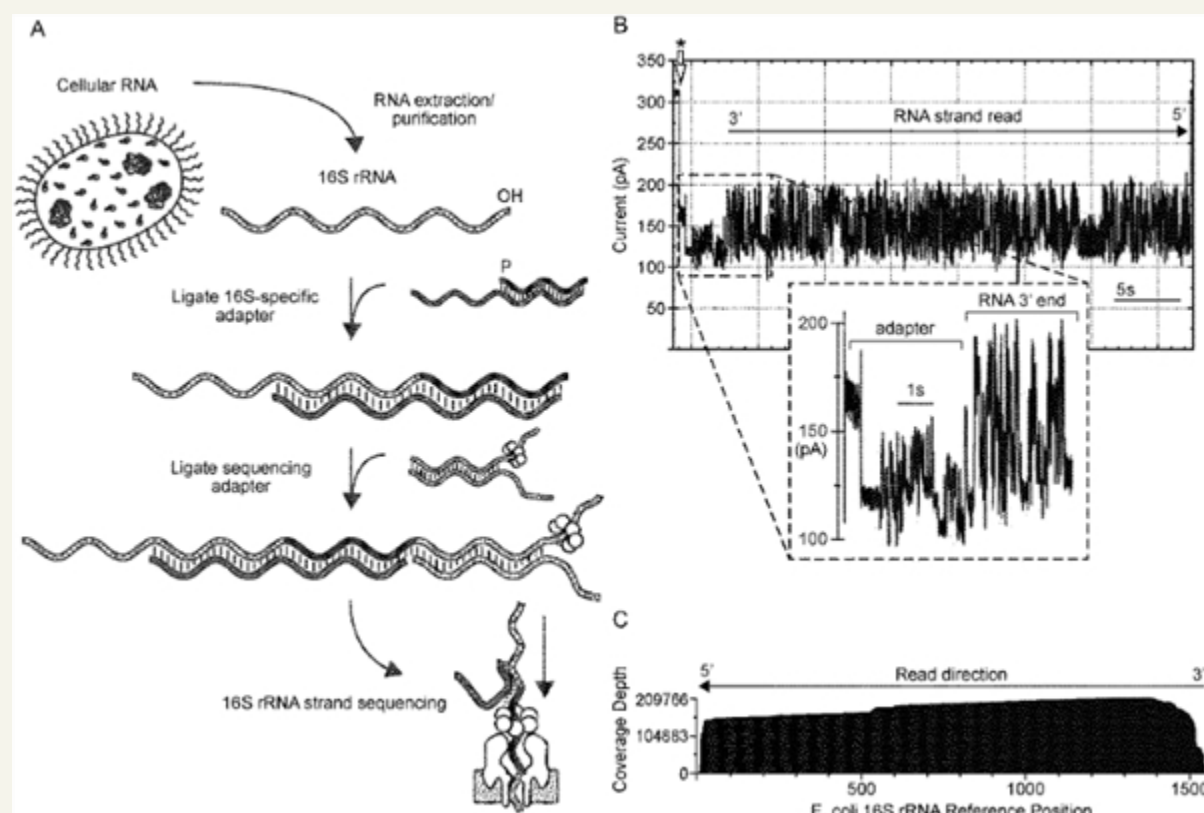 A
Cellular RNA
RNA extraction/
purification
16S rRNA
OH
P
Ligate 16S-specific
adapter
Ligate sequencing
adapter
16S rRNA strand sequencing
B
*
350
300
250
200
150
100
50
Current (pA)
3'
RNA strand read
5'
5s
RNA 3' end
adapter
200
1s
150
(pA)
100
C
5'
Read direction
3'
209766
104883
0
Coverage Depth
500
1000
1500
E. coli 16S rRNA Reference Position